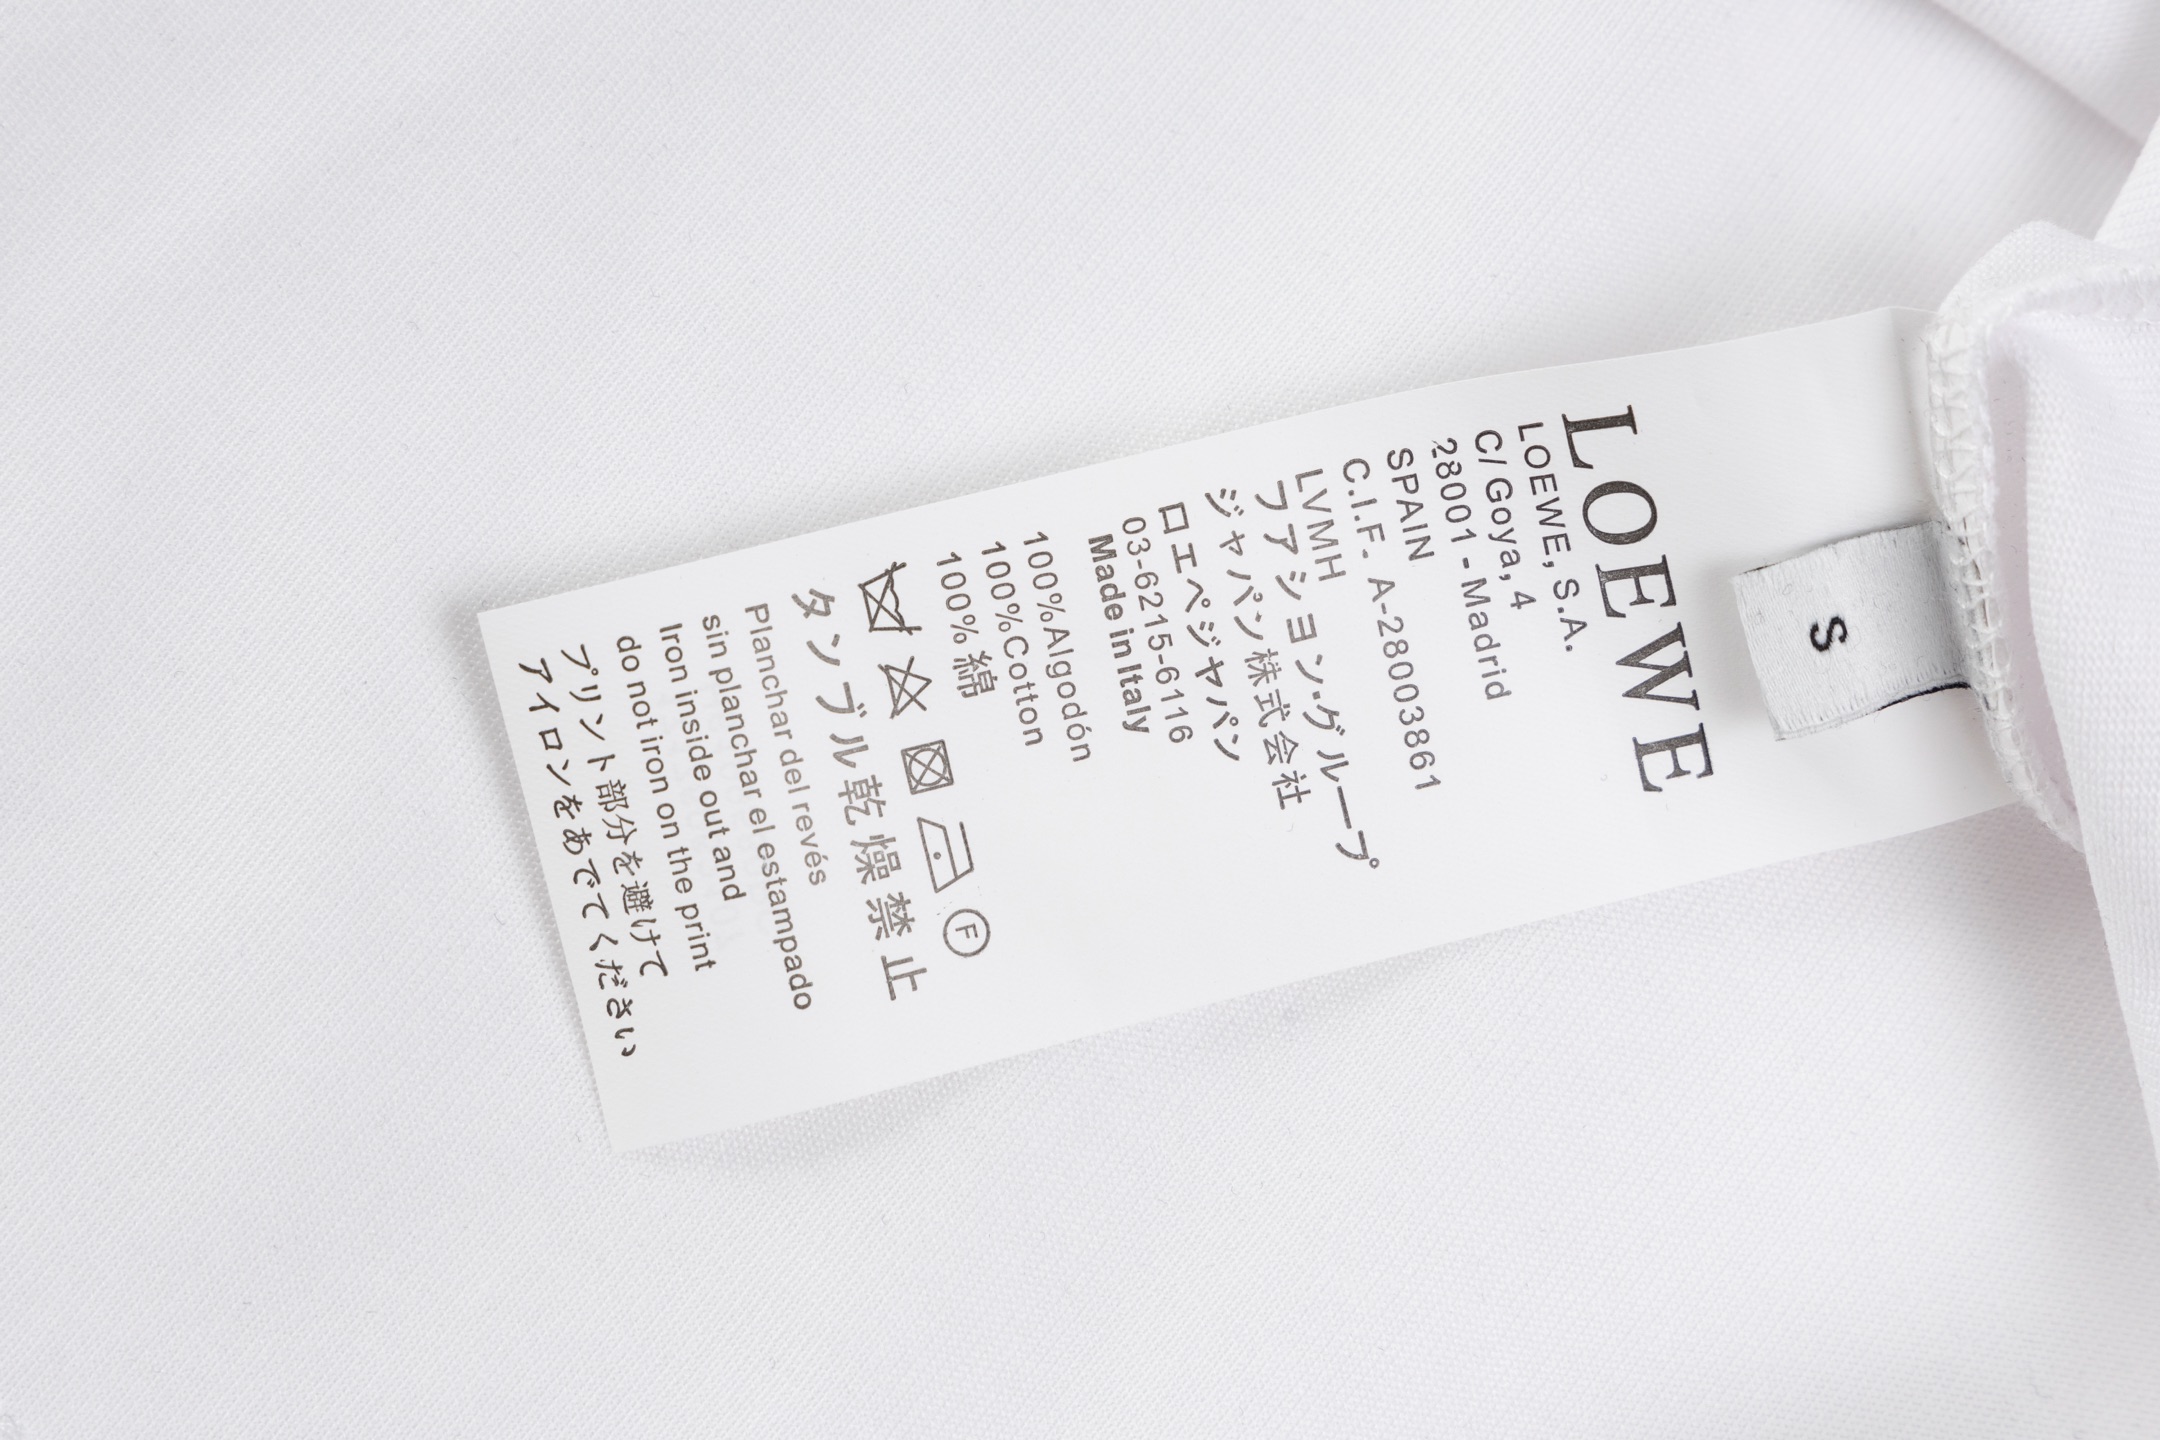 S
LOEWE
LOEWE, S.A.
C/Goya, 4
28001 - Madrid
SPAIN
C.I.F. A-28003861
LVMH
ファション・グループ
ジャパン株式会社
ロエベジャパン
03-6215-6116
Made in Italy
100%Algodón
100%Cotton
100% 綿
F
タンブル乾燥禁止
Planchar del revés
sin planchar el estampado
Iron inside out and
do not iron on the print
プリント部分を避けて
アイロンをあでてください